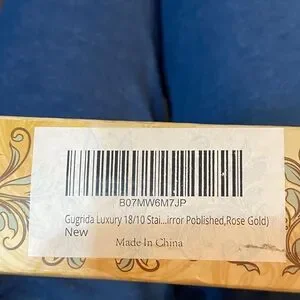 B07MW6M7JP
Gugrida Luxury 18/10 Stai...irror Poblished,Rose Gold)
New
Made In China